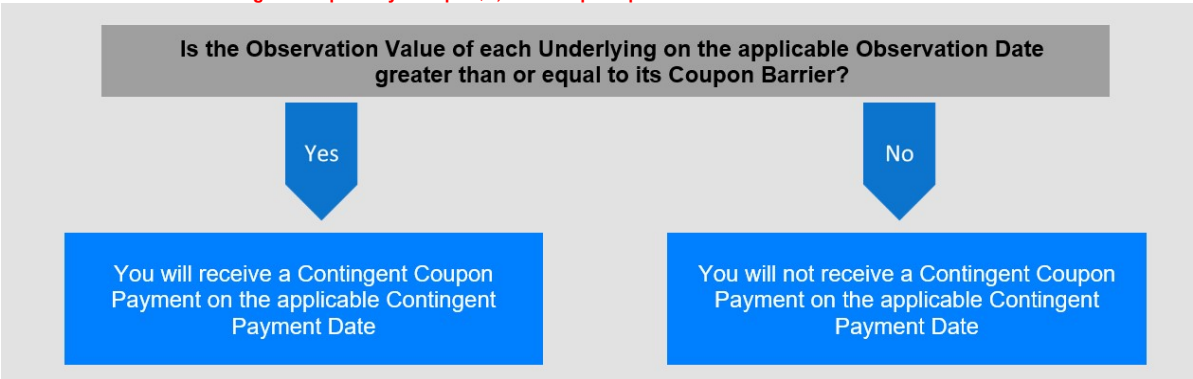 Is the Observation Value of each Underlying on the applicable Observation Date
greater than or equal to its Coupon Barrier?
Yes
No
You will receive a Contingent Coupon
Payment on the applicable Contingent
Payment Date
You will not receive a Contingent Coupon
Payment on the applicable Contingent
Payment Date